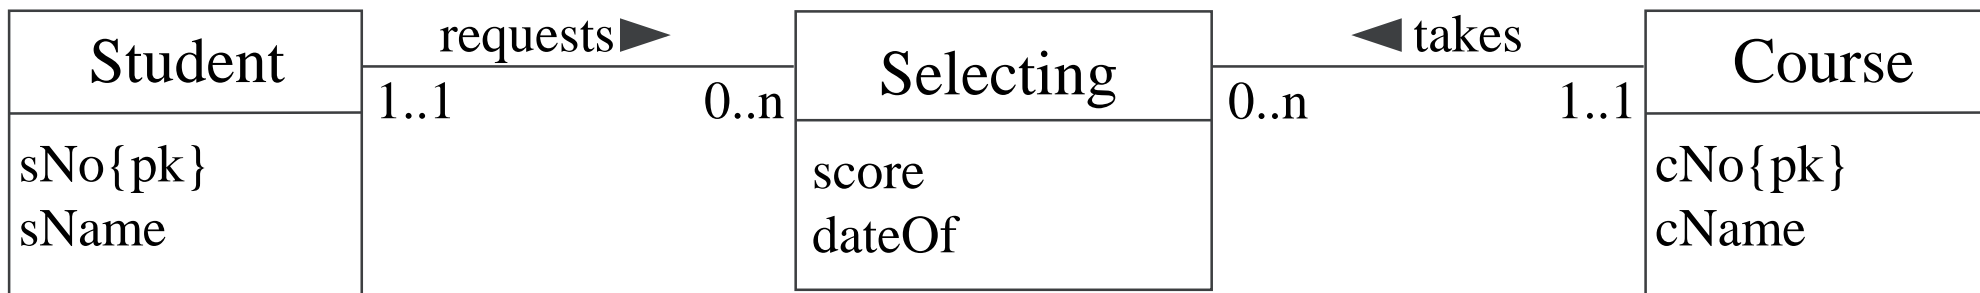 Student
requests
1..1
0..n
Selecting
takes
0..n
1..1
Course
sNo{pk}
sName
score
dateOf
cNo{pk}
cName